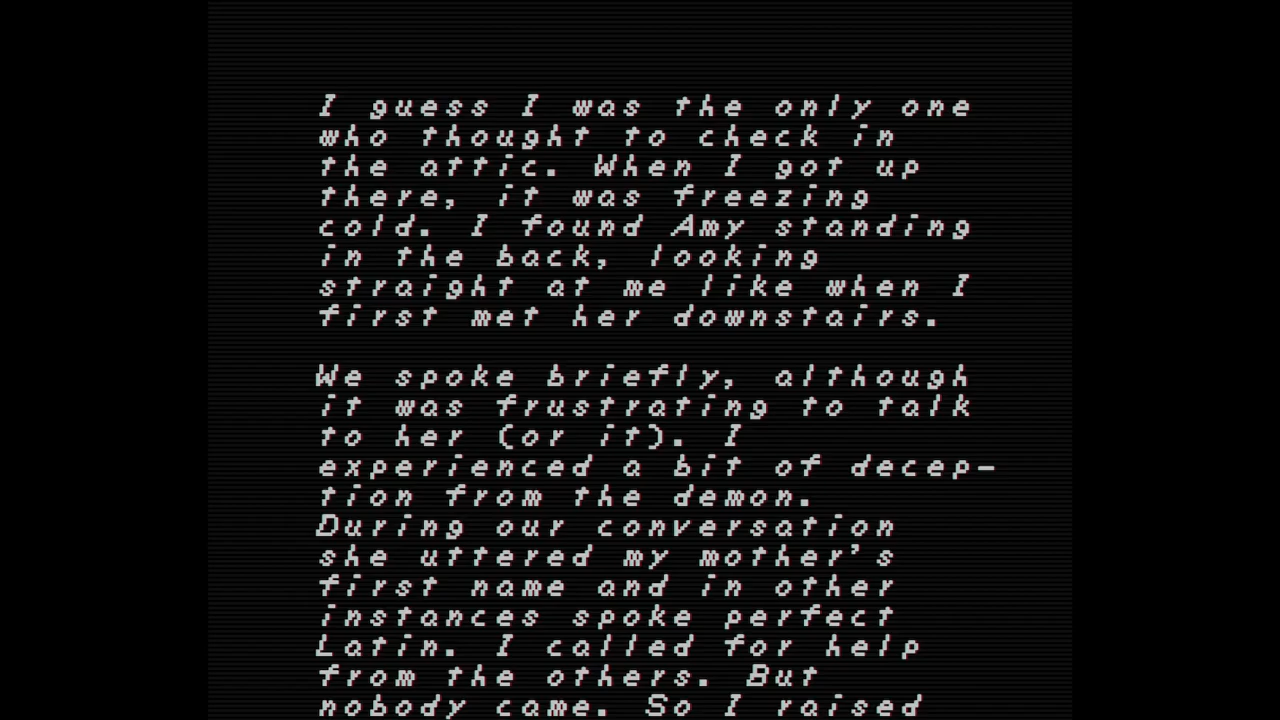 I guess I was the only one
who thought to check in
the attic. When I got up
there, it was freezing
cold. I found Amy standing
in the back, looking
straight at me like when I
first met her downstairs.

We spoke briefly, although
it was frustrating to talk
to her (or it). I
experienced a bit of decep-
tion from the demon.
During our conversation
she uttered my mother's
first name and in other
instances spoke perfect
Latin. I called for help
from the others. But
nobody came. So I raised